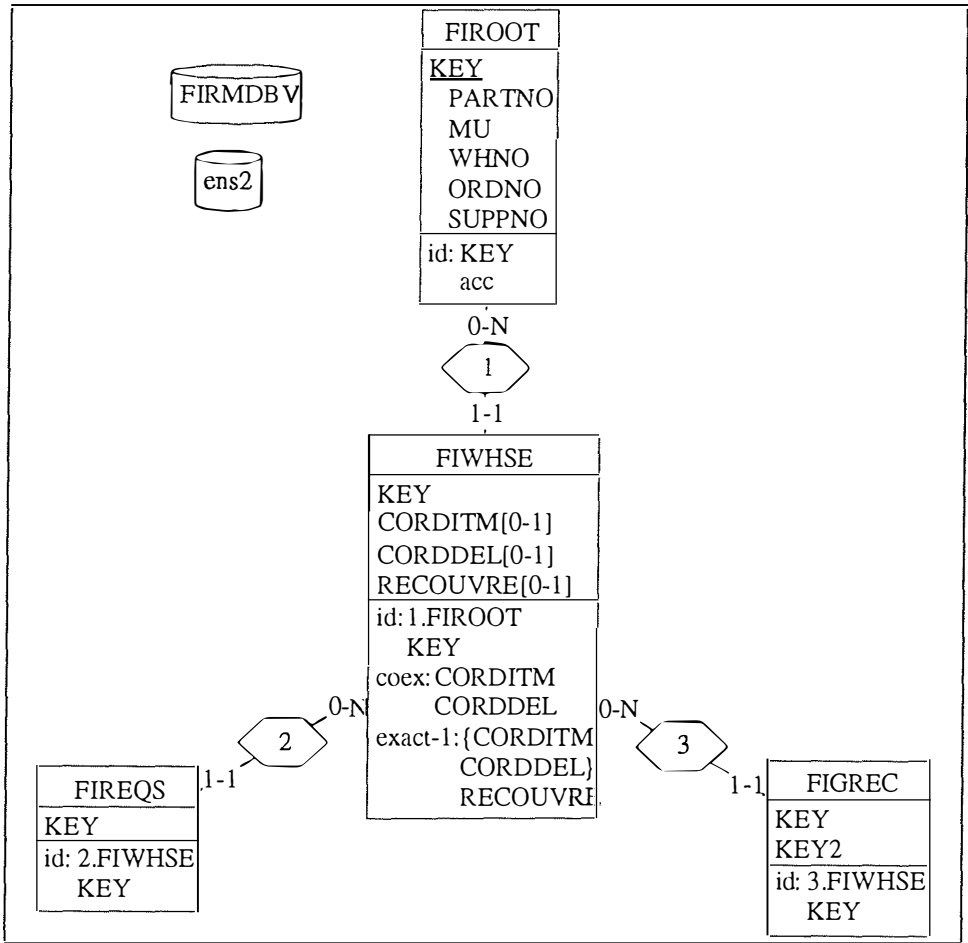 FIROOT
KEY
PARTNO
MU
WHNO
ORDNO
SUPPNO
id: KEY
acc
FIRMDBV
ens2
0-N
1
1-1
FIWHSE
KEY
CORDITM[0-1]
CORDDEL[0-1]
RECOUVRE[0-1]
id: 1.FIROOT
KEY
coex: CORDITM
CORDDEL
exact-1: {CORDITM
CORDDEL}
RECOUVRE
0-N
2
1-1
FIREQS
KEY
id: 2.FIWHSE
KEY
0-N
3
1-1
FIGREC
KEY
KEY2
id: 3.FIWHSE
KEY